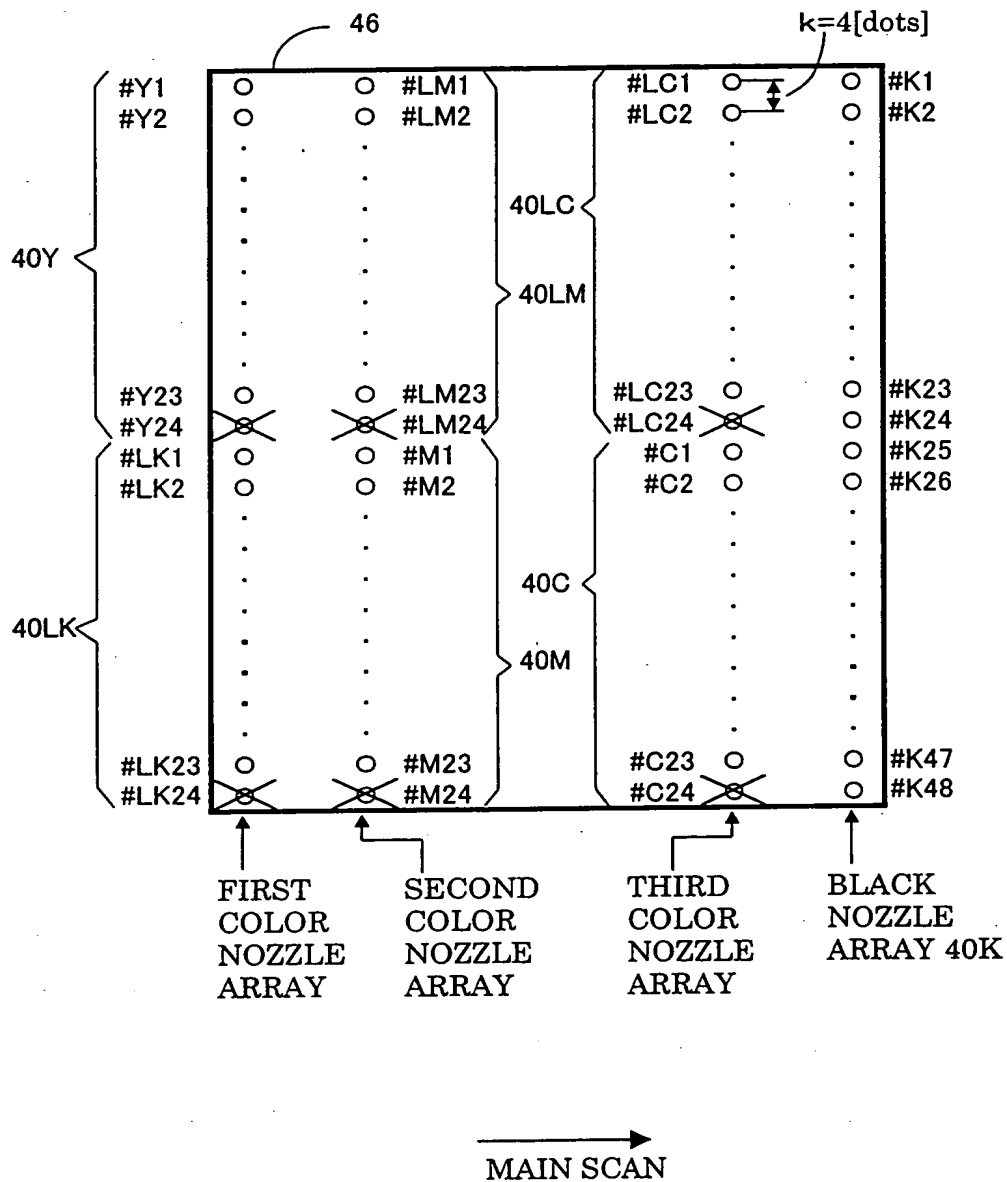 46
k=4[dots]
#Y1 #LM1 #LC1 #K1
#Y2 #LM2 #LC2 #K2
40LC
40Y
40LM
#Y23 #LM23 #LC23 #K23
#Y24 #LM24 #LC24 #K24
#LK1 #M1 #C1 #K25
#LK2 #M2 #C2 #K26
40C
40LK
40M
#LK23 #M23 #C23 #K47
#LK24 #M24 #C24 #K48
FIRST
COLOR
NOZZLE
ARRAY
SECOND
COLOR
NOZZLE
ARRAY
THIRD
COLOR
NOZZLE
ARRAY
BLACK
NOZZLE
ARRAY 40K
MAIN SCAN